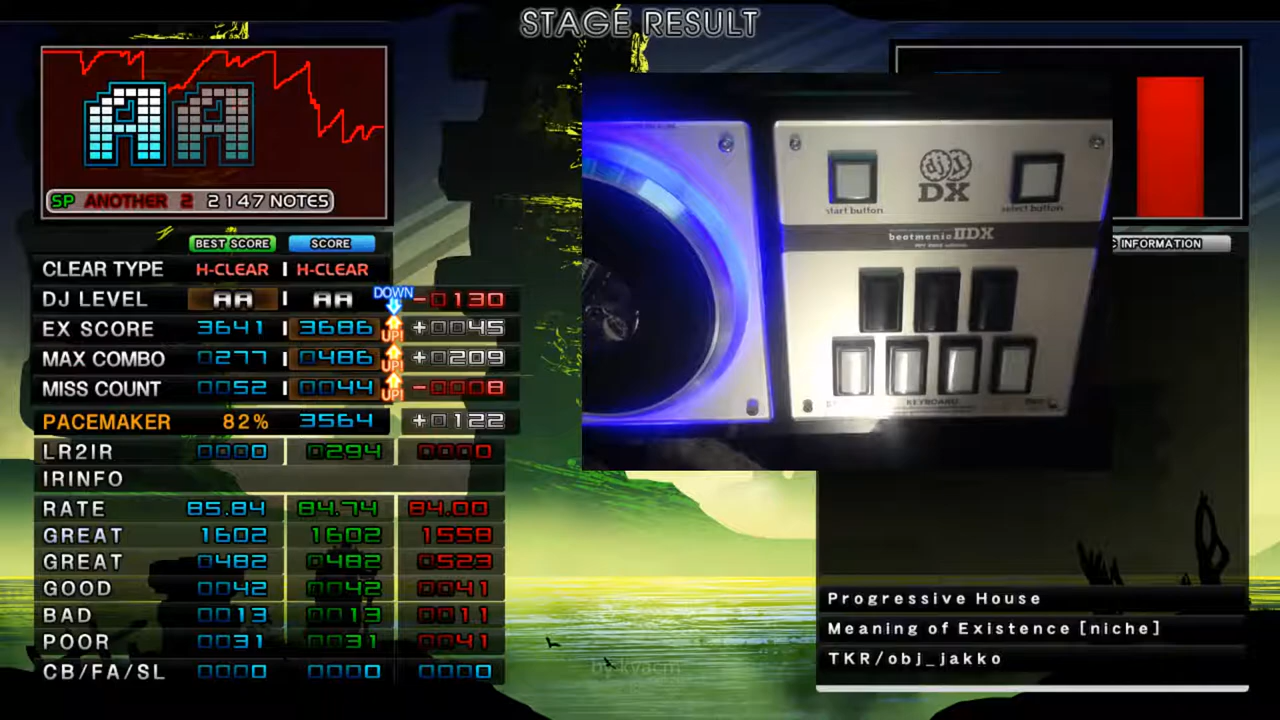 STAGE RESULT
AA
SP ANOTHER 2 2147 NOTES
BEST SCORE SCORE
CLEAR TYPE H-CLEAR H-CLEAR
DJ LEVEL AA AA DOWN -0130
EX SCORE 3641 3686 UP! +0045
MAX COMBO 0277 0486 UP! +0209
MISS COUNT 0052 0044 UP! -0008
PACEMAKER 82% 3564 +0122
LR2IR 0000 0294 0000
IRINFO
RATE 85.84 84.74 84.00
GREAT 1602 1602 1558
GREAT 0482 0482 0523
GOOD 0042 0042 0041
BAD 0013 0013 0011
POOR 0031 0031 0041
CB/FA/SL 0000 0000 0000
start button
dj
DX
select button
beatmania IIDX
KEYBOARD
INFORMATION
Progressive House
Meaning of Existence [niche]
TKR/obj_jakko
by kyacm